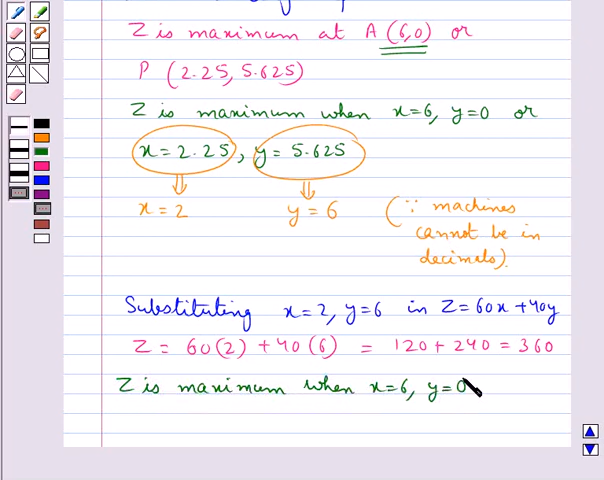 Z is maximum at A (6,0) or
P (2.25, 5.625)
Z is maximum when x=6, y=0 or
x = 2.25, y = 5.625
x = 2 y = 6 (∵ machines
cannot be in
decimals).
Substituting x=2, y=6 in Z=60x+40y
Z = 60(2) + 40(6) = 120 + 240 = 360
Z is maximum when x=6, y=0